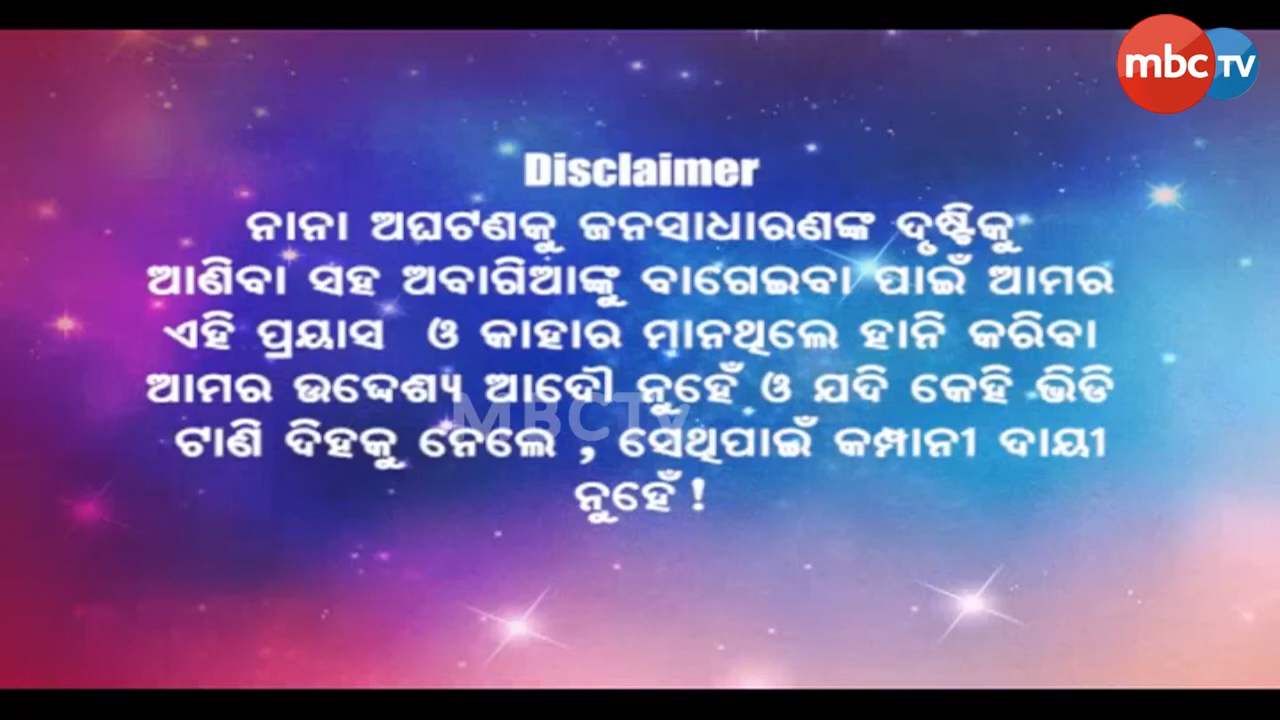 mbc TV
Disclaimer
ନାନା ଅଘଟଣକୁ ଜନସାଧାରଣଙ୍କ ଦୃଷ୍ଟିକୁ
ଆଣିବା ସହ ଅବାଗିଆଙ୍କୁ ବାଗେଇବା ପାଇଁ ଆମର
ଏହି ପ୍ରୟାସ ଓ କାହାର ମାନଥିଲେ ହାନି କରିବା
ଆମର ଉଦ୍ଦେଶ୍ୟ ଆଦୌ ନୁହେଁ ଓ ଯଦି କେହି ଭିଡି
MBCTV
ଟାଣି ଦିହକୁ ନେଲେ , ସେଥିପାଇଁ କମ୍ପାନୀ ଦାୟୀ
ନୁହେଁ !